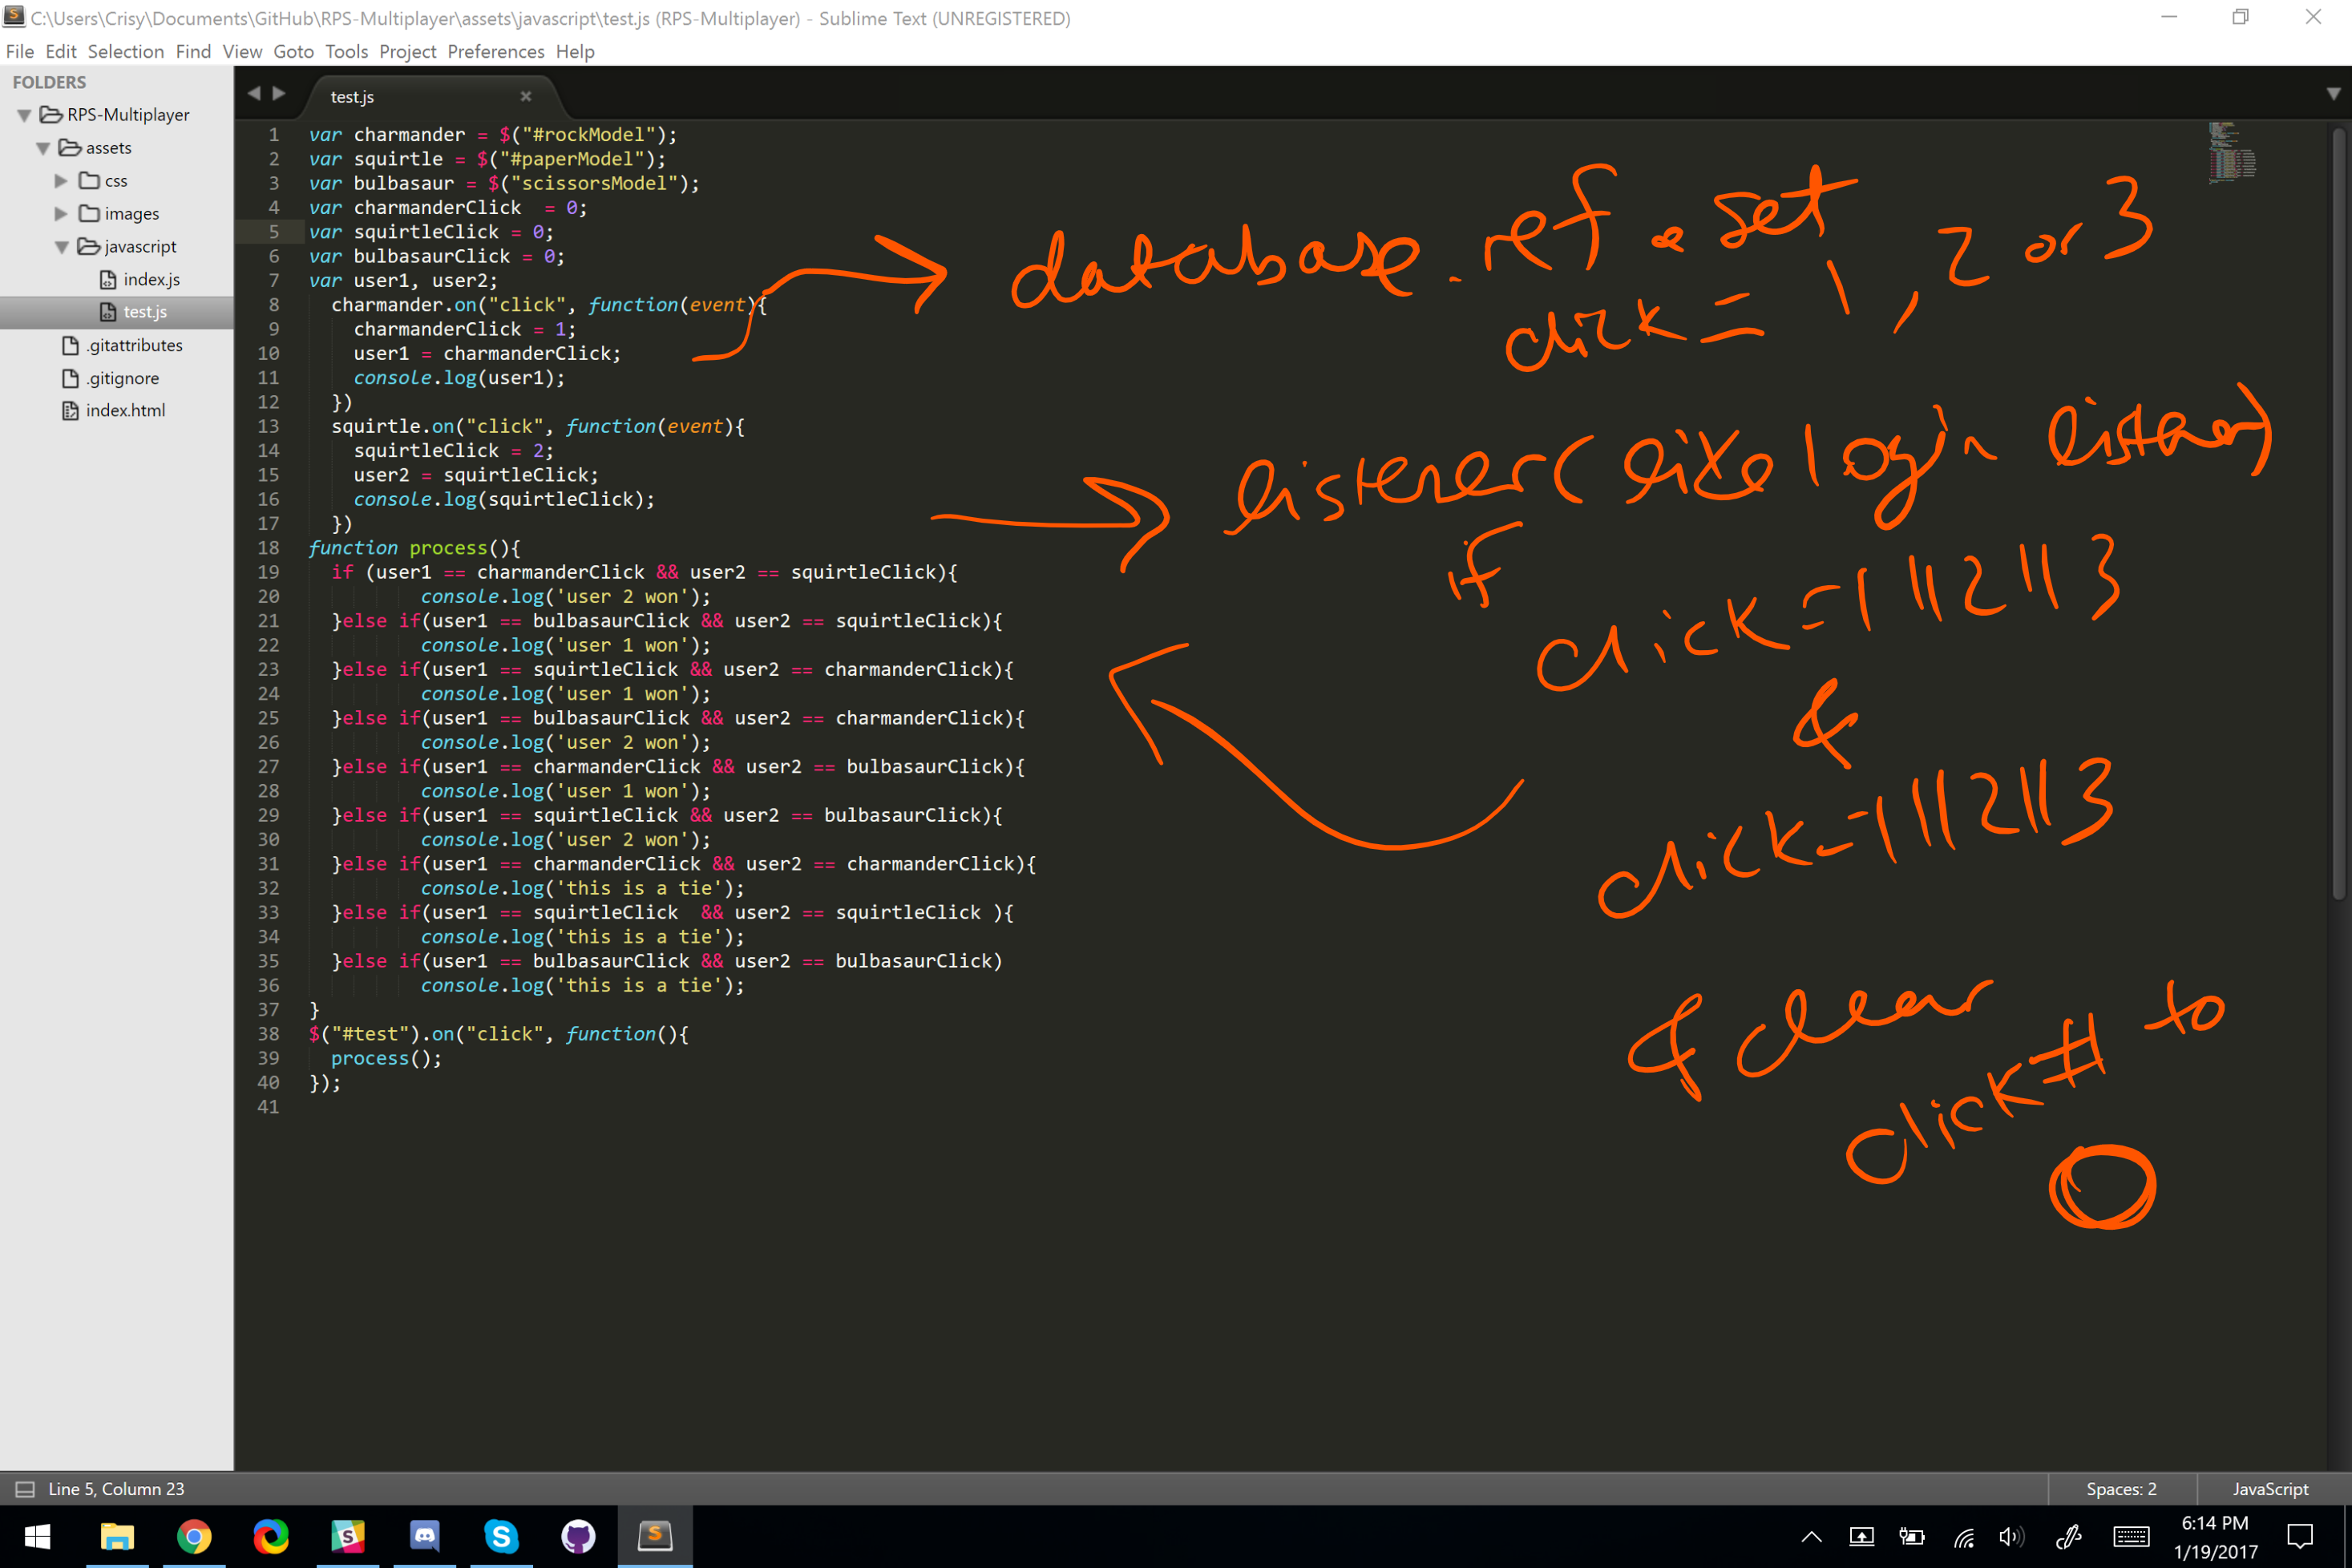 C:\Users\Crisy\Documents\GitHub\RPS-Multiplayer\assets\javascript\test.js (RPS-Multiplayer) - Sublime Text (UNREGISTERED)
File Edit Selection Find View Goto Tools Project Preferences Help
FOLDERS
RPS-Multiplayer
assets
css
images
javascript
index.js
test.js
.gitattributes
.gitignore
index.html
test.js
1 var charmander = $("#rockModel");
2 var squirtle = $("#paperModel");
3 var bulbasaur = $("scissorsModel");
4 var charmanderClick  = 0;
5 var squirtleClick = 0;
6 var bulbasaurClick = 0;
7 var user1, user2;
8   charmander.on("click", function(event){
9     charmanderClick = 1;
10     user1 = charmanderClick;
11     console.log(user1);
12   })
13   squirtle.on("click", function(event){
14     squirtleClick = 2;
15     user2 = squirtleClick;
16     console.log(squirtleClick);
17   })
18 function process(){
19   if (user1 == charmanderClick && user2 == squirtleClick){
20           console.log('user 2 won');
21   }else if(user1 == bulbasaurClick && user2 == squirtleClick){
22           console.log('user 1 won');
23   }else if(user1 == squirtleClick && user2 == charmanderClick){
24           console.log('user 1 won');
25   }else if(user1 == bulbasaurClick && user2 == charmanderClick){
26           console.log('user 2 won');
27   }else if(user1 == charmanderClick && user2 == bulbasaurClick){
28           console.log('user 1 won');
29   }else if(user1 == squirtleClick && user2 == bulbasaurClick){
30           console.log('user 2 won');
31   }else if(user1 == charmanderClick && user2 == charmanderClick){
32           console.log('this is a tie');
33   }else if(user1 == squirtleClick  && user2 == squirtleClick ){
34           console.log('this is a tie');
35   }else if(user1 == bulbasaurClick && user2 == bulbasaurClick)
36           console.log('this is a tie');
37 }
38 $("#test").on("click", function(){
39   process();
40 });
41
database.ref.set
click = 1, 2 or 3
listener (like login listener)
if
click = 1||2||3
&
click = 1||2||3
& clear
click # to
0
Line 5, Column 23
Spaces: 2
JavaScript
6:14 PM
1/19/2017